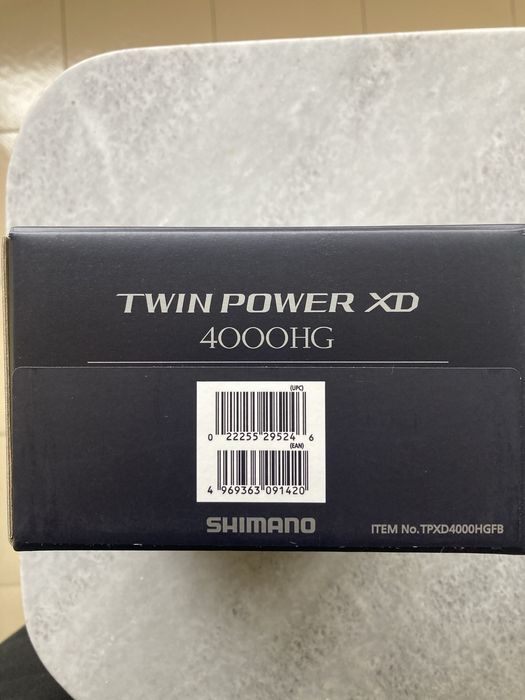 TWIN POWER XD
4000HG
(UPC)
0 22255 29524 6
(EAN)
4 969363 091420
SHIMANO
ITEM No.TPXD4000HGFB